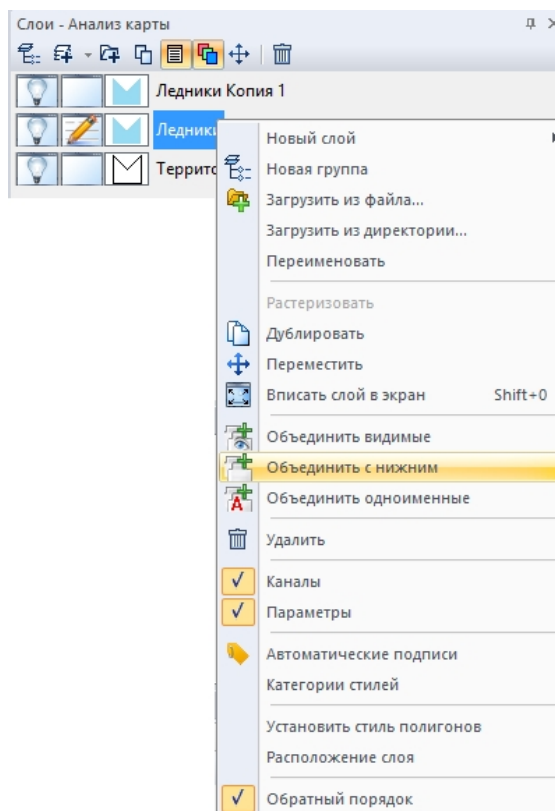 Слои - Анализ карты
Ледники Копия 1
Ледники
Террито
Новый слой
Новая группа
Загрузить из файла...
Загрузить из директории...
Переименовать
Растеризовать
Дублировать
Переместить
Вписать слой в экран Shift+0
Объединить видимые
Объединить с нижним
Объединить одноименные
Удалить
Каналы
Параметры
Автоматические подписи
Категории стилей
Установить стиль полигонов
Расположение слоя
Обратный порядок